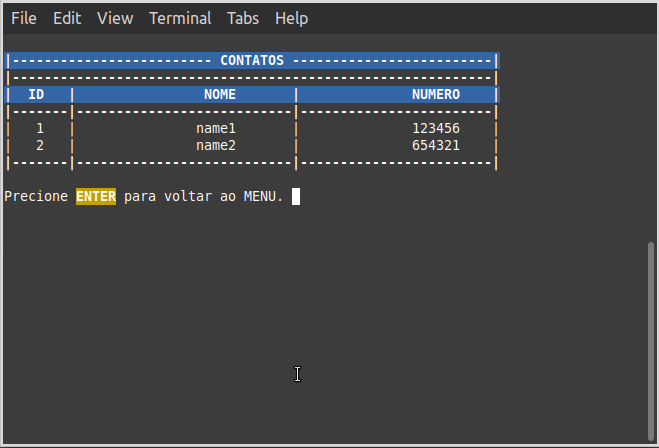 File Edit View Terminal Tabs Help
|------------------------- CONTATOS -------------------------|
|------------------------------------------------------------|
| ID | NOME | NUMERO |
|-------|---------------------------|------------------------|
| 1 | name1 | 123456 |
| 2 | name2 | 654321 |
|-------|---------------------------|------------------------|
Precione ENTER para voltar ao MENU.